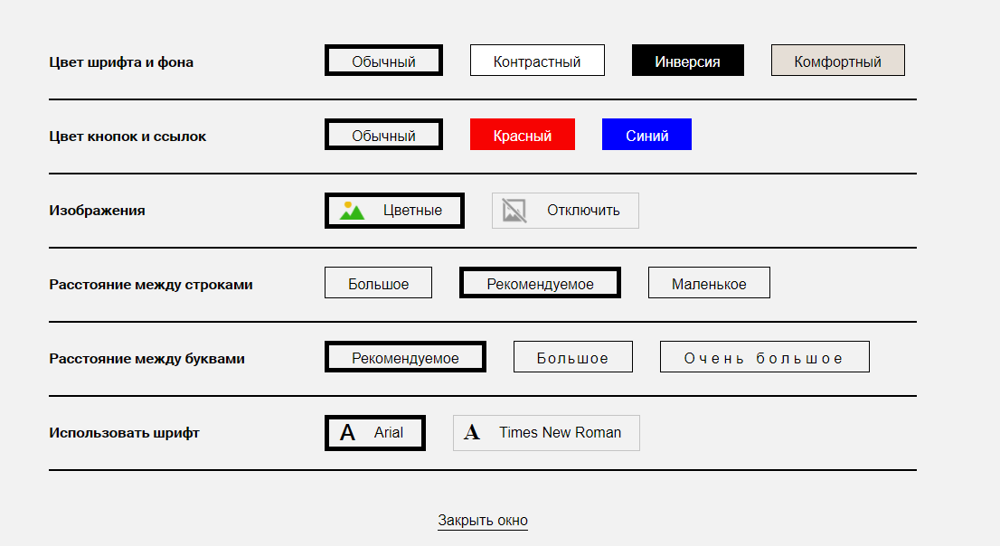 Цвет шрифта и фона Обычный Контрастный Инверсия Комфортный
Цвет кнопок и ссылок Обычный Красный Синий
Изображения Цветные Отключить
Расстояние между строками Большое Рекомендуемое Маленькое
Расстояние между буквами Рекомендуемое Большое Очень большое
Использовать шрифт A Arial A Times New Roman
Закрыть окно